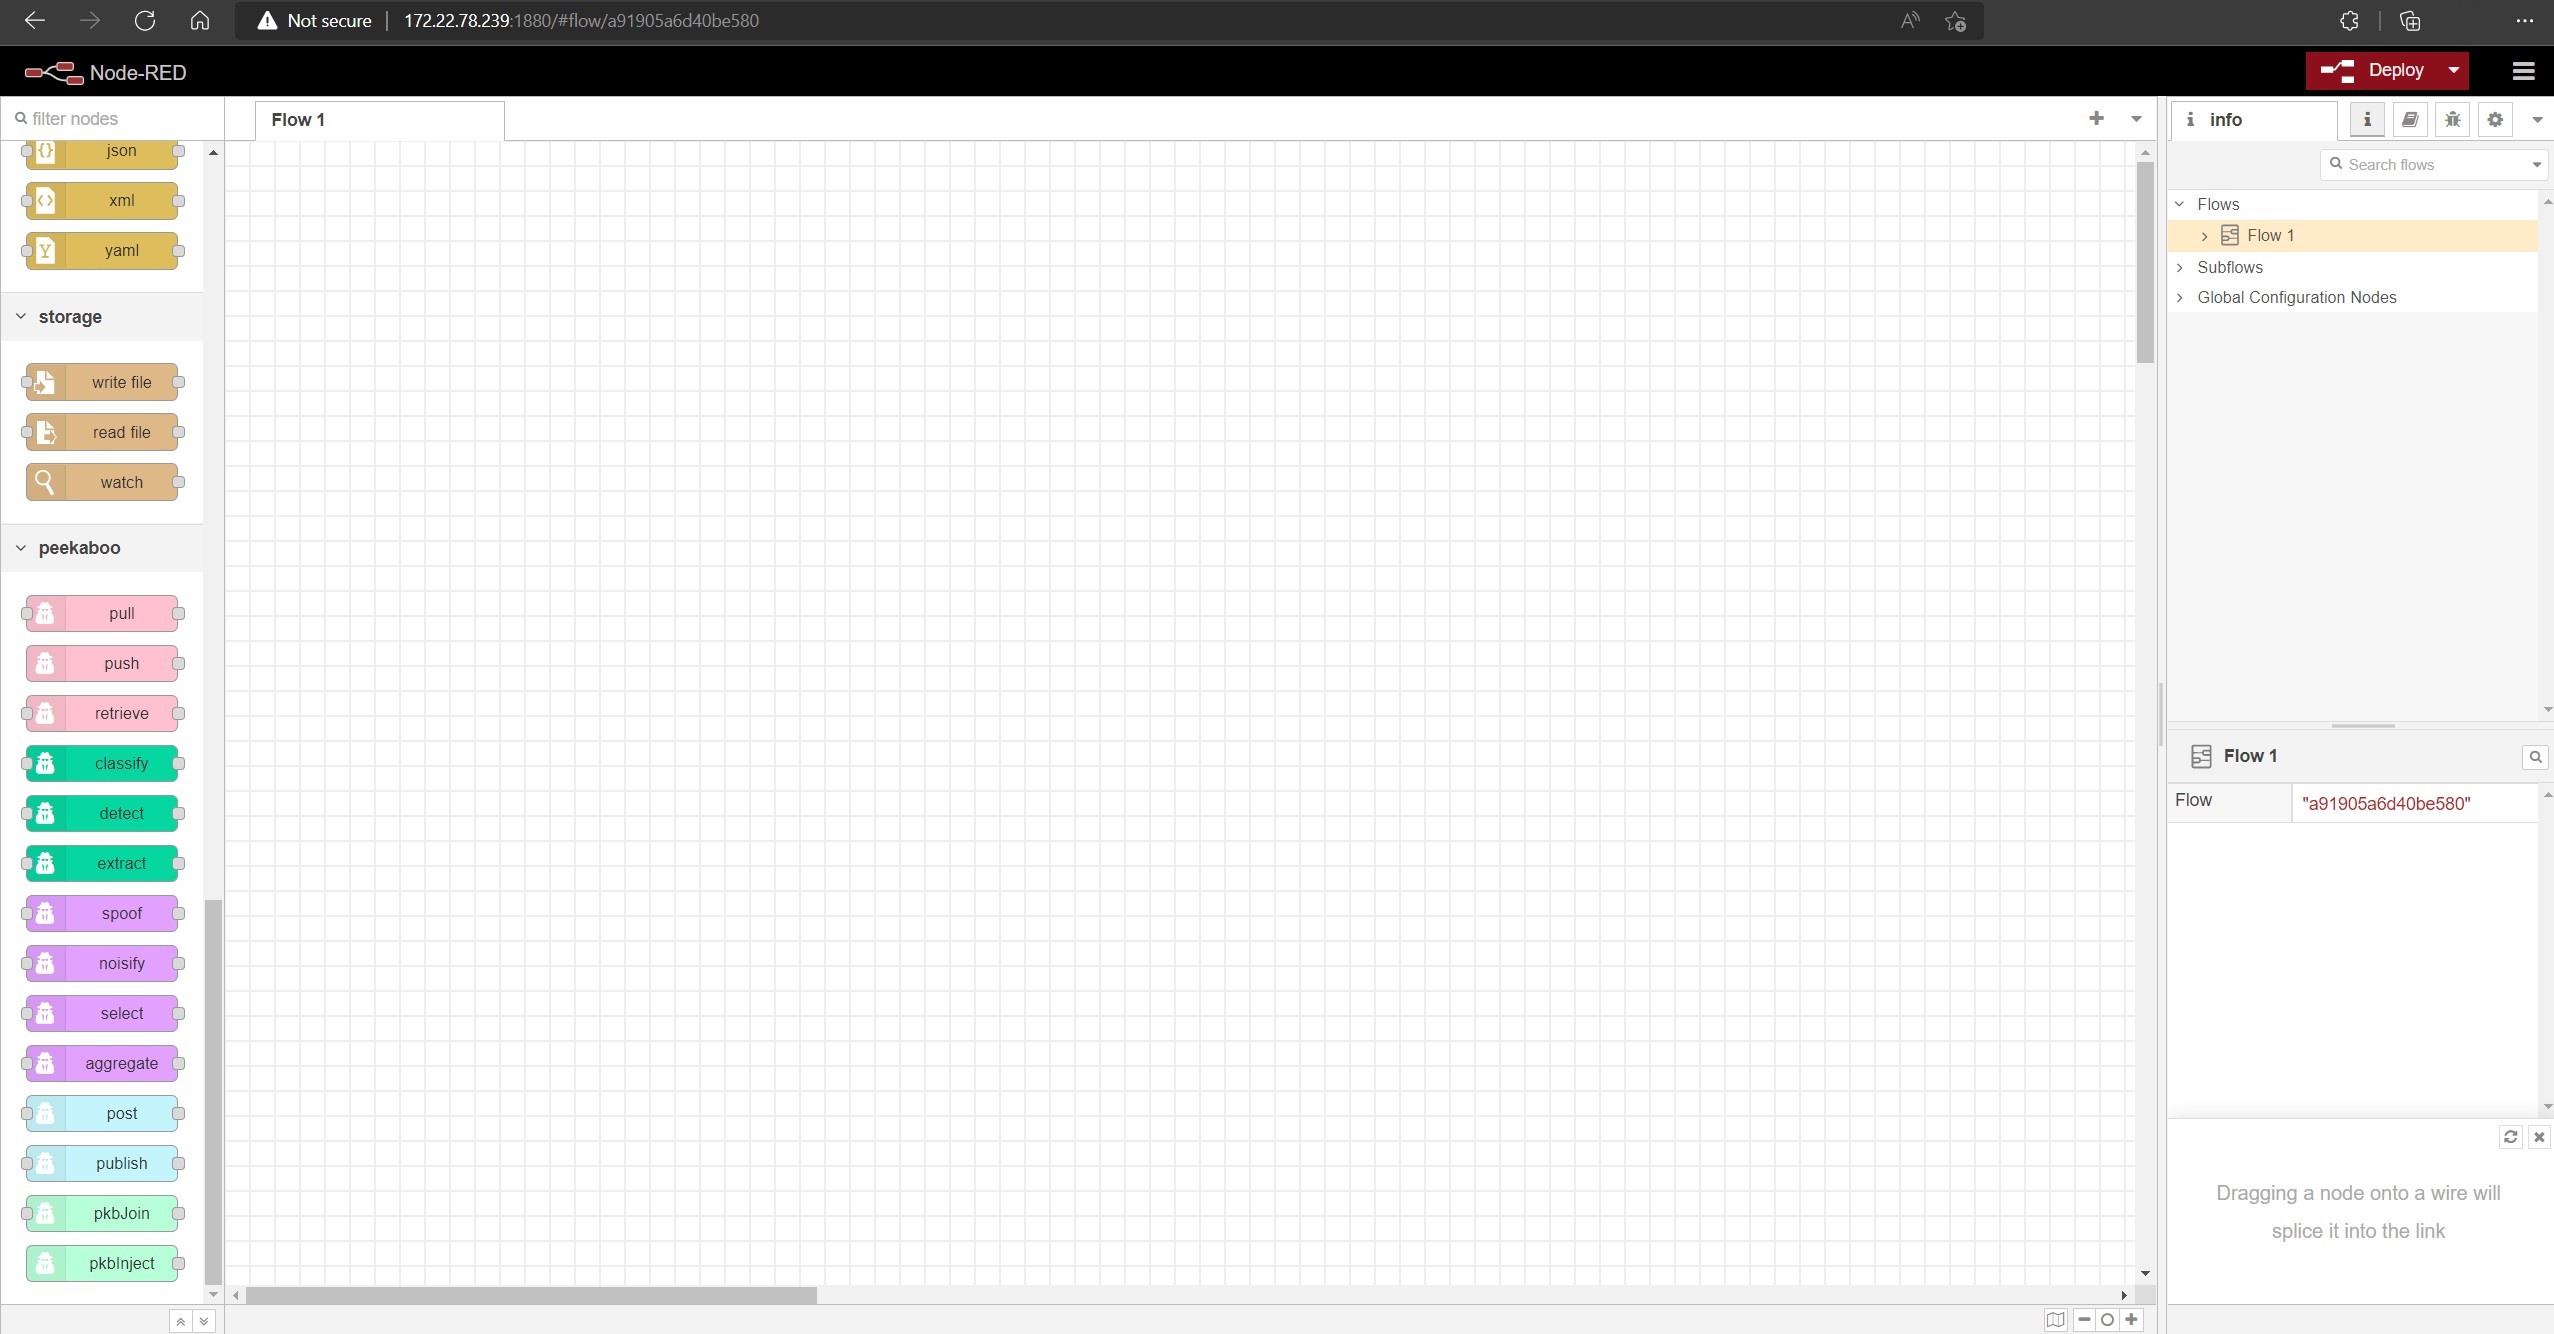 Not secure
172.22.78.239:1880/#flow/a91905a6d40be580
Node-RED
Deploy
filter nodes
Flow 1
info
json
xml
yaml
storage
write file
read file
watch
peekaboo
pull
push
retrieve
classify
detect
extract
spoof
noisify
select
aggregate
post
publish
pkbJoin
pkbInject
Search flows
Flows
Flow 1
Subflows
Global Configuration Nodes
Flow 1
Flow "a91905a6d40be580"
Dragging a node onto a wire will
splice it into the link